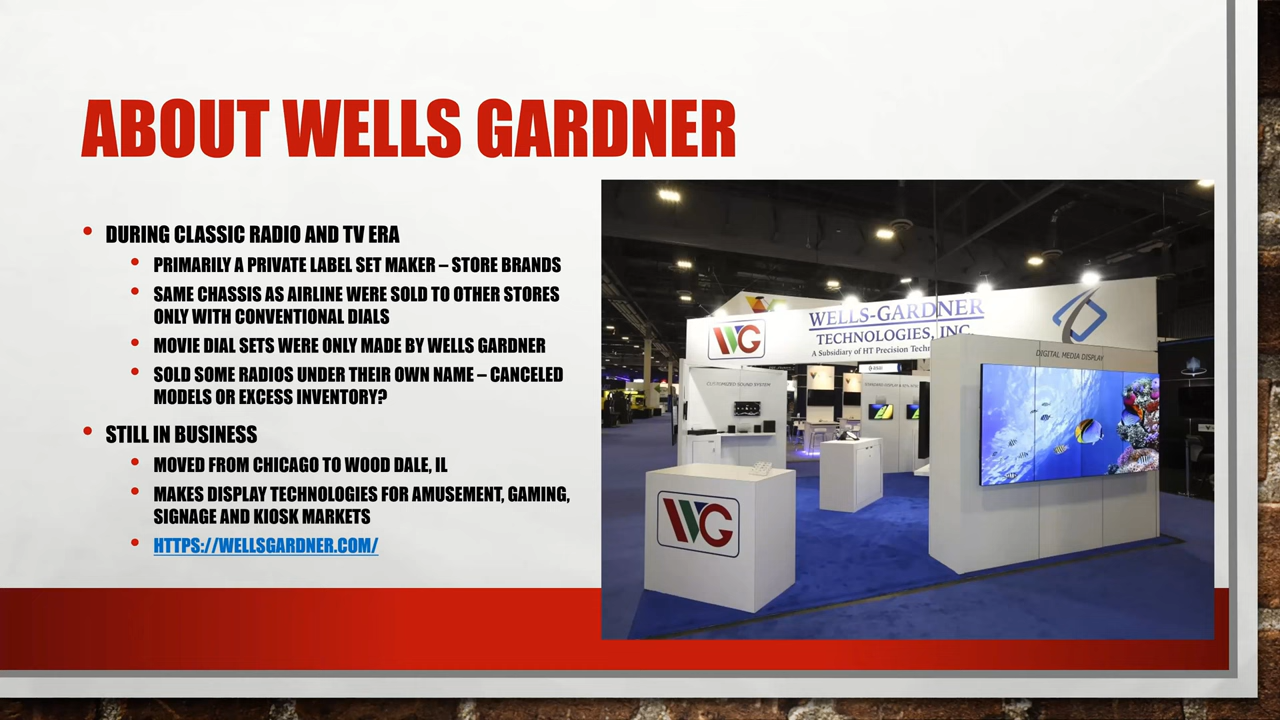 ABOUT WELLS GARDNER
• DURING CLASSIC RADIO AND TV ERA
• PRIMARILY A PRIVATE LABEL SET MAKER – STORE BRANDS
• SAME CHASSIS AS AIRLINE WERE SOLD TO OTHER STORES
ONLY WITH CONVENTIONAL DIALS
• MOVIE DIAL SETS WERE ONLY MADE BY WELLS GARDNER
• SOLD SOME RADIOS UNDER THEIR OWN NAME – CANCELED
MODELS OR EXCESS INVENTORY?
• STILL IN BUSINESS
• MOVED FROM CHICAGO TO WOOD DALE, IL
• MAKES DISPLAY TECHNOLOGIES FOR AMUSEMENT, GAMING,
SIGNAGE AND KIOSK MARKETS
• HTTPS://WELLSGARDNER.COM/
WG
WELLS-GARDNER
TECHNOLOGIES, INC.
A Subsidiary of HT Precision
DIGITAL MEDIA DISPLAY
CUSTOMIZED SOUND SYSTEM
WG